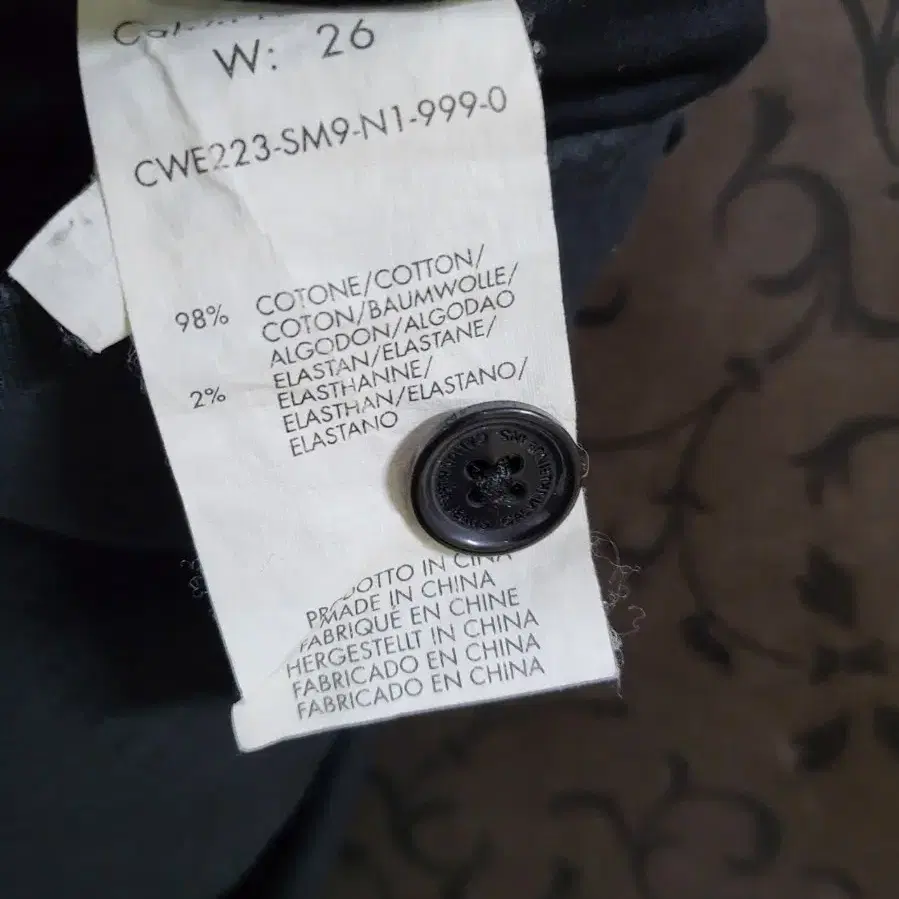 W: 26
CWE223-SM9-N1-999-0
98% COTONE/COTTON/
COTON/BAUMWOLLE/
ALGODON/ALGODAO
2% ELASTAN/ELASTANE/
ELASTHANNE/
ELASTHAN/ELASTANO/
ELASTANO
IN
MADE IN CHINA
FABRIQUÉ EN CHINE
HERGESTELLT IN CHINA
FABRICADO EN CHINA
FABRICADO EN CHINA